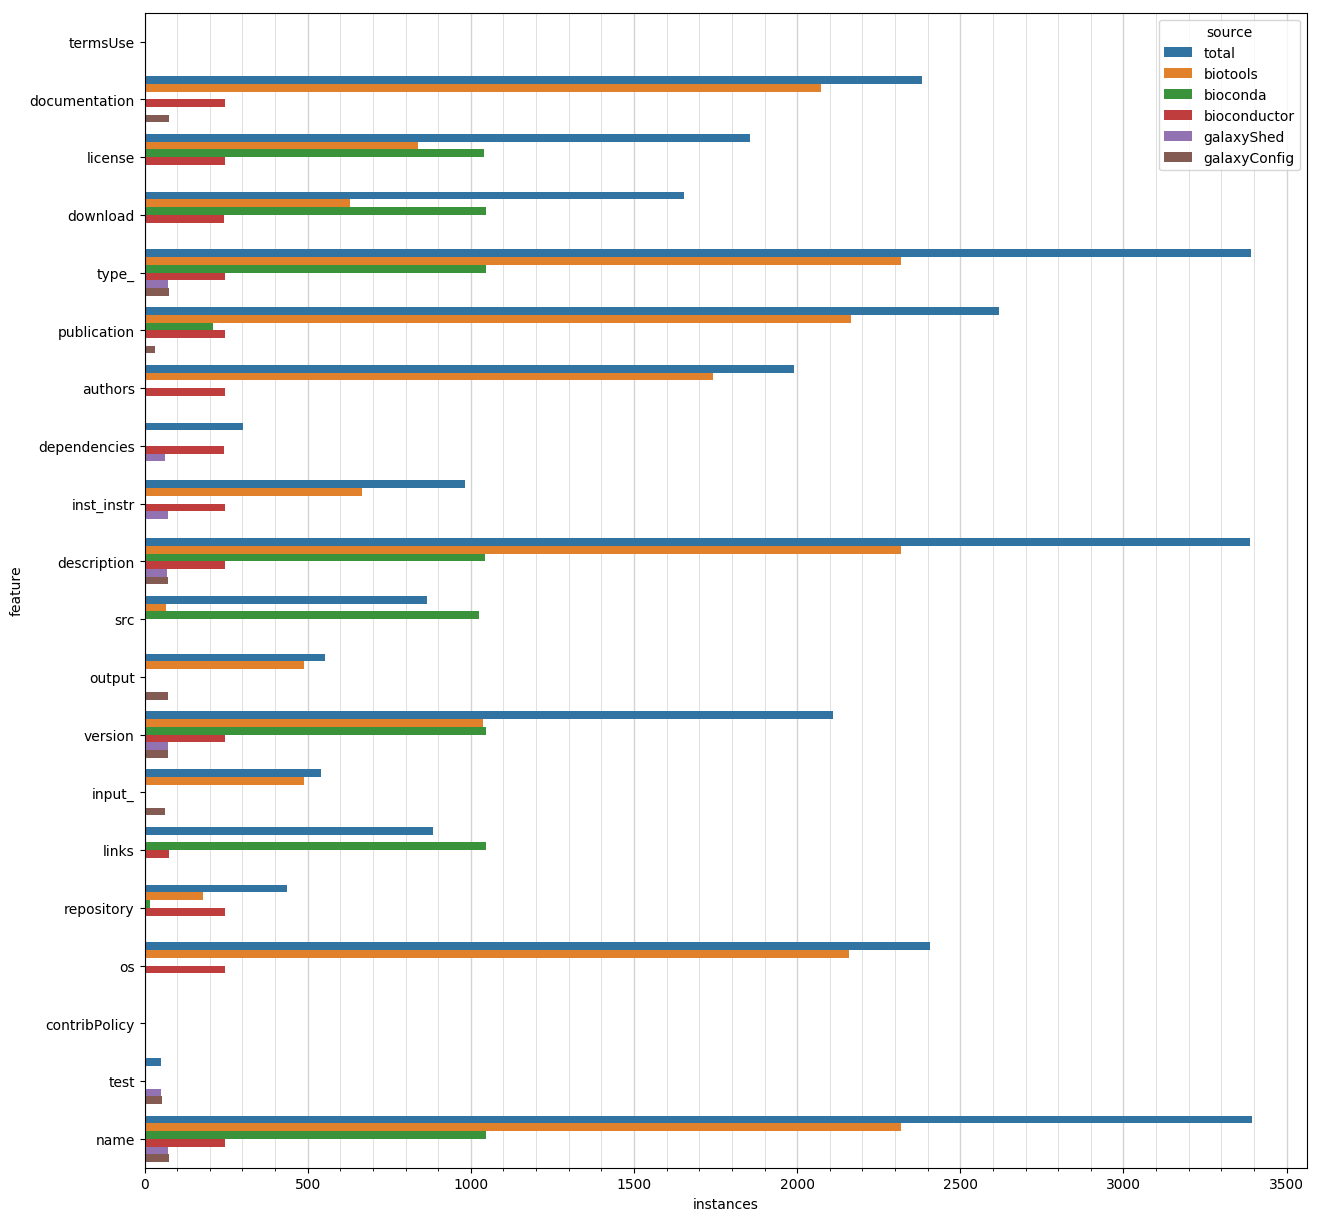 source
total
biotools
bioconda
bioconductor
galaxyShed
galaxyConfig
feature
termsUse
documentation
license
download
type_
publication
authors
dependencies
inst_instr
description
src
output
version
input_
links
repository
os
contribPolicy
test
name
0 500 1000 1500 2000 2500 3000 3500
instances